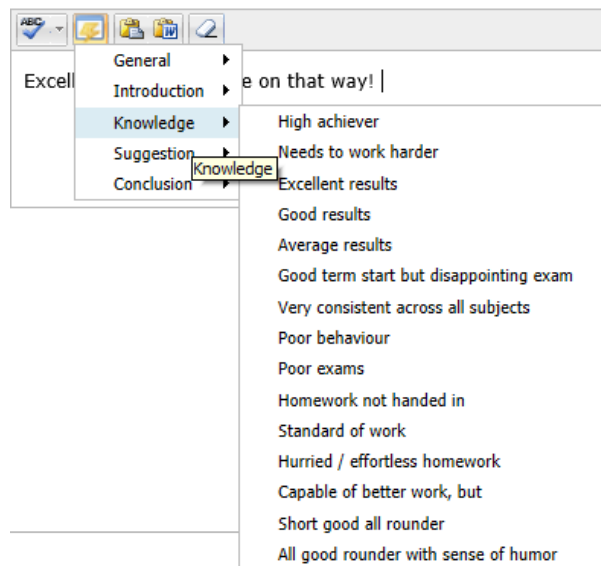 ABC
General
Excell e on that way!
Introduction
Knowledge
High achiever
Suggestion
Needs to work harder
Knowledge
Conclusion
Excellent results
Good results
Average results
Good term start but disappointing exam
Very consistent across all subjects
Poor behaviour
Poor exams
Homework not handed in
Standard of work
Hurried / effortless homework
Capable of better work, but
Short good all rounder
All good rounder with sense of humor